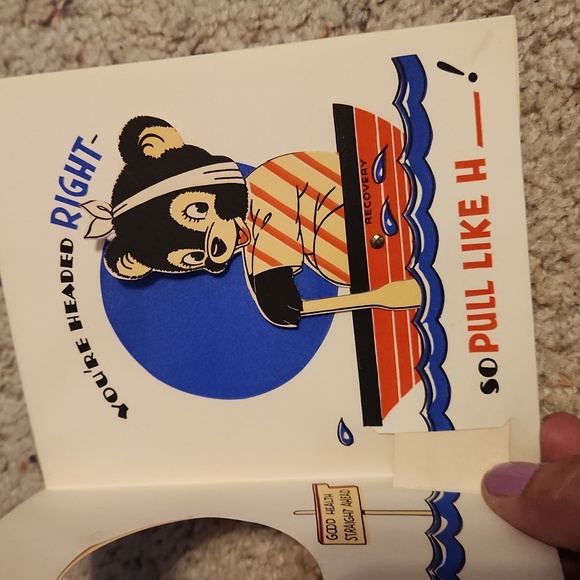 YOU'RE HEADED RIGHT-
RECOVERY
SO PULL LIKE H—!
GOOD HEALTH
STRAIGHT AHEAD